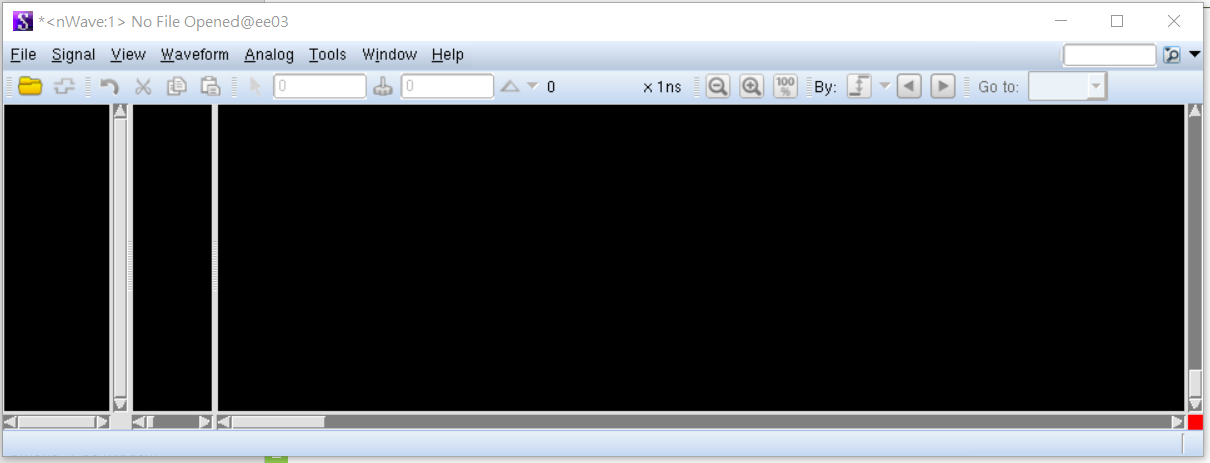 *<nWave:1> No File Opened@ee03
File Signal View Waveform Analog Tools Window Help
0 0 0 x 1ns 100 % By: Go to: